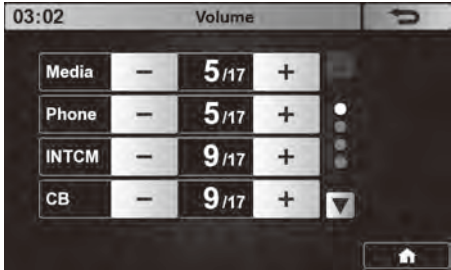 03:02 Volume
Media − 5/17 +
Phone − 5/17 +
INTCM − 9/17 +
CB − 9/17 +